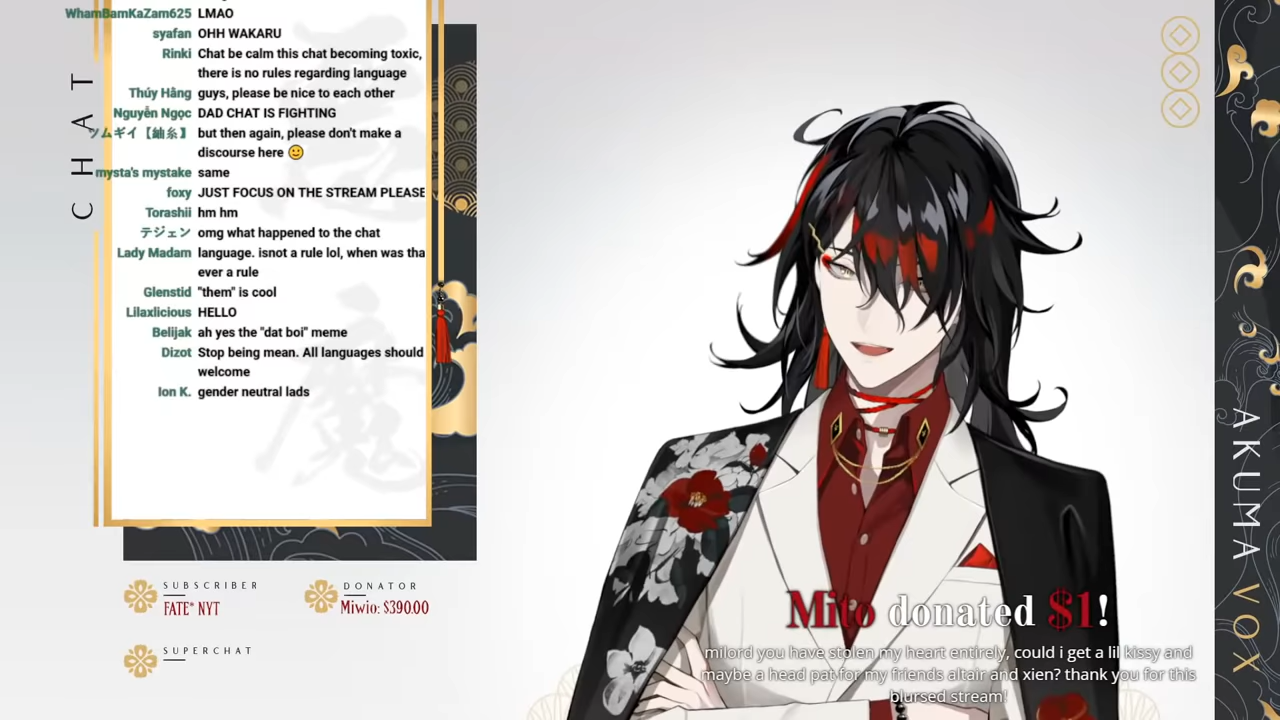 CHAT
WhamBamKaZam625 LMAO
syafan OHH WAKARU
Rinki Chat be calm this chat becoming toxic,
there is no rules regarding language
Thúy Hằng guys, please be nice to each other
Nguyễn Ngọc DAD CHAT IS FIGHTING
ツムギイ【紬糸】 but then again, please don't make a
discourse here 🙂
mysta's mystake same
foxy JUST FOCUS ON THE STREAM PLEASE
Torashii hm hm
テジェン omg what happened to the chat
Lady Madam language. isnot a rule lol, when was tha
ever a rule
Glenstid "them" is cool
Lilaxlicious HELLO
Belijak ah yes the "dat boi" meme
Dizot Stop being mean. All languages should
welcome
Ion K. gender neutral lads
魔
SUBSCRIBER
FATE* NYT
DONATOR
Miwio: $390.00
SUPERCHAT
Mito donated $1!
milord you have stolen my heart entirely, could i get a lil kissy and
maybe a head pat for my friends altair and xien? thank you for this
blursed stream!
AKUMA VOX